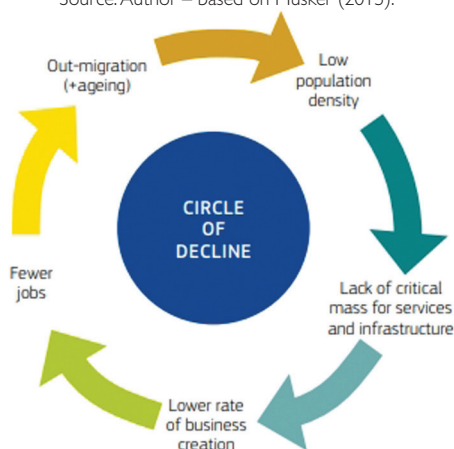 Source: Author – Based on
Out-migration
(+ageing)
Low
population
density
CIRCLE
OF
DECLINE
Fewer
jobs
Lack of critical
mass for services
and infrastructure
Lower rate
of business
creation